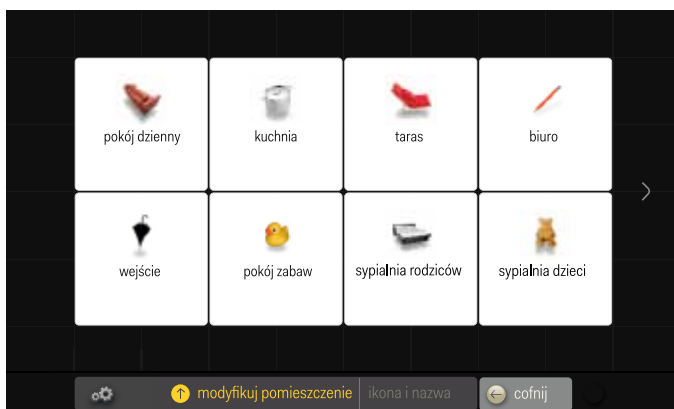 pokój dzienny
kuchnia
taras
biuro
wejście
pokój zabaw
sypialnia rodziców
sypialnia dzieci
modyfikuj pomieszczenie
ikona i nazwa
cofnij